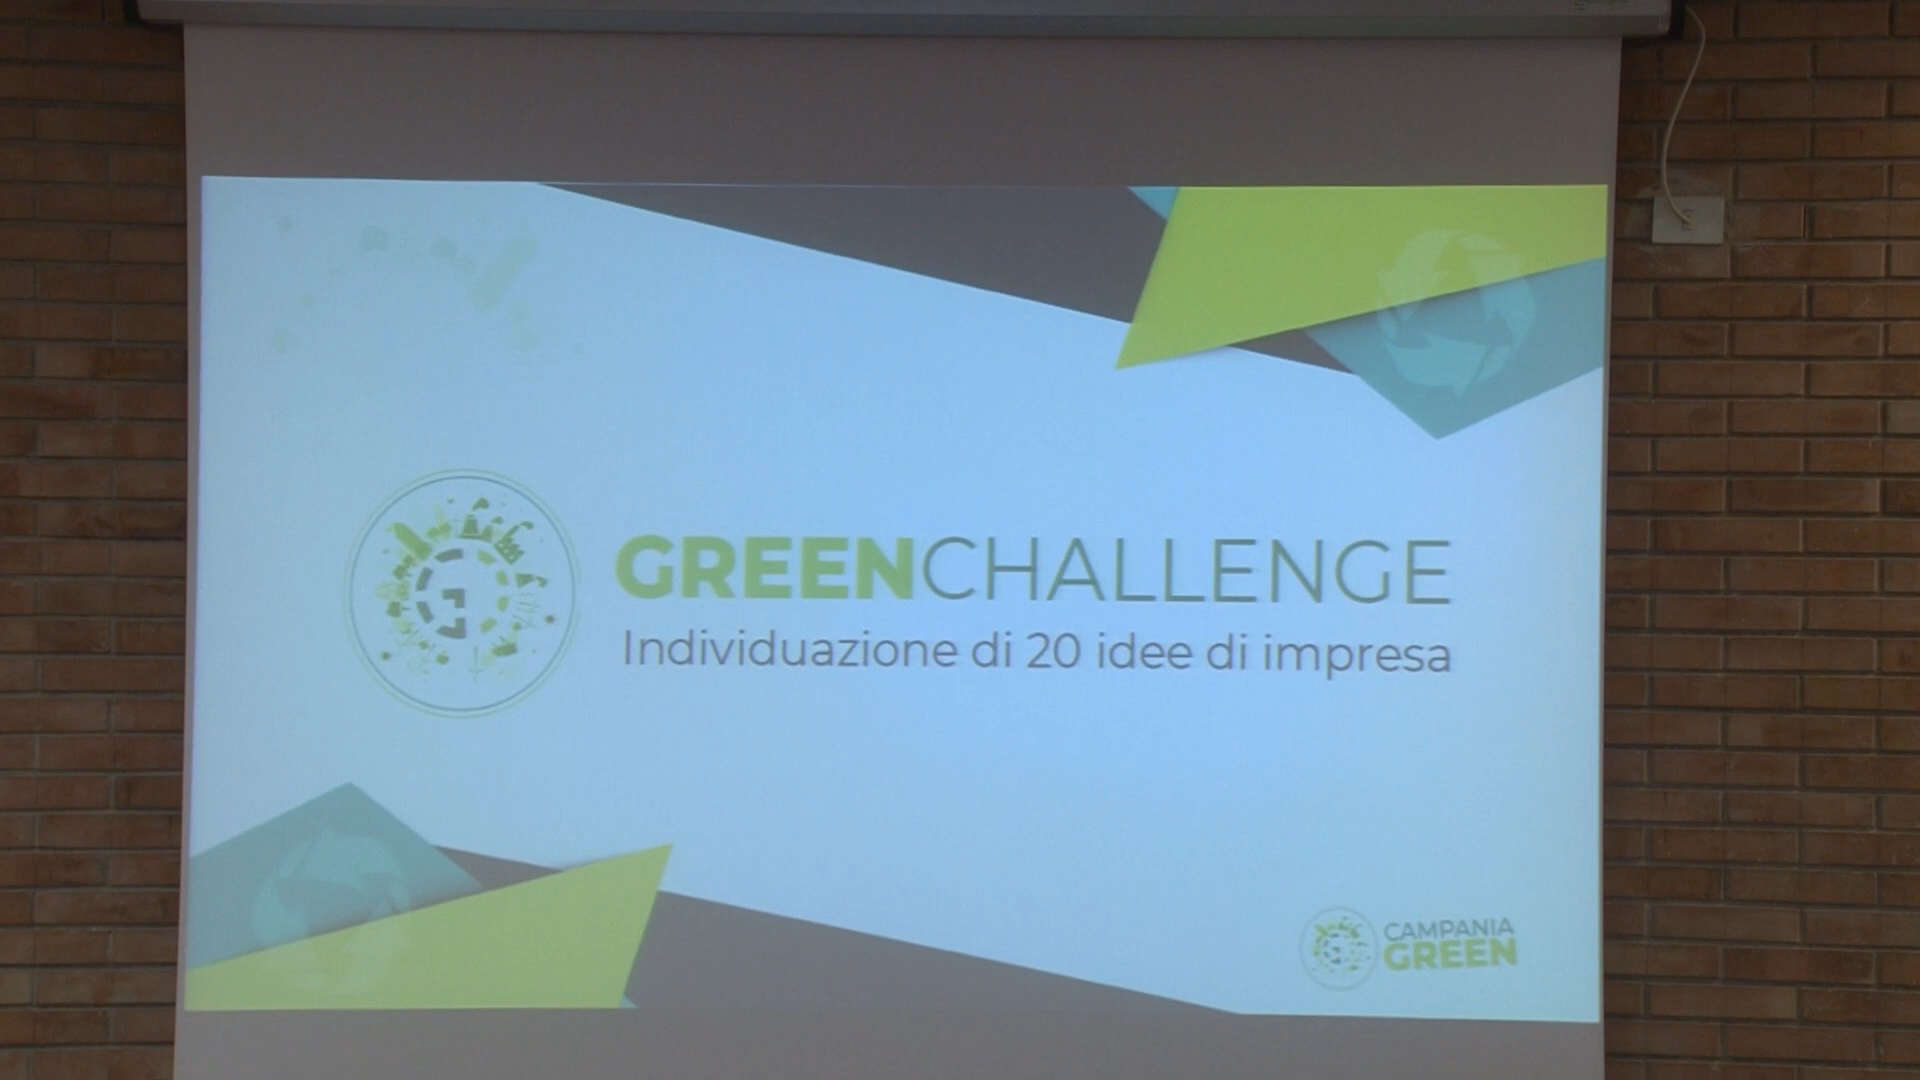 GREENCHALLENGE
Individuazione di 20 idee di impresa
CAMPANIA
GREEN